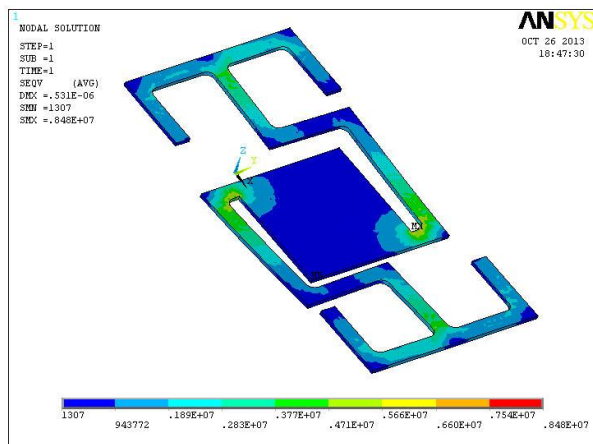 1
NODAL SOLUTION
STEP=1
SUB =1
TIME=1
SEQV (AVG)
DMX =.531E-06
SMN =1307
SMX =.848E+07
ANSYS
OCT 26 2013
18:47:30
Z
Y
X
MX
1307 .189E+07 .377E+07 .566E+07 .754E+07
943772 .283E+07 .471E+07 .660E+07 .848E+07